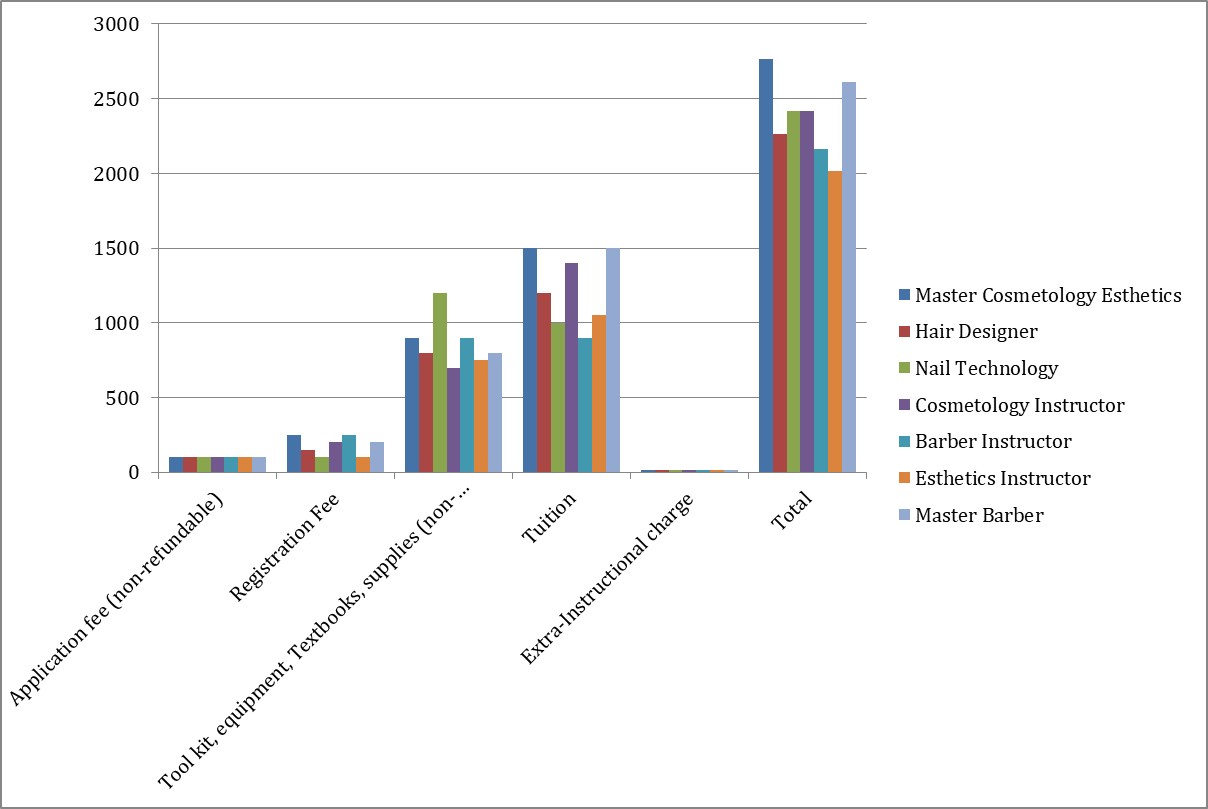 3000
2500
2000
1500
1000
500
0
Application fee (non-refundable)
Registration Fee
Tool kit, equipment, Textbooks, supplies (non-...
Tuition
Extra-Instructional charge
Total
Master Cosmetology Esthetics
Hair Designer
Nail Technology
Cosmetology Instructor
Barber Instructor
Esthetics Instructor
Master Barber